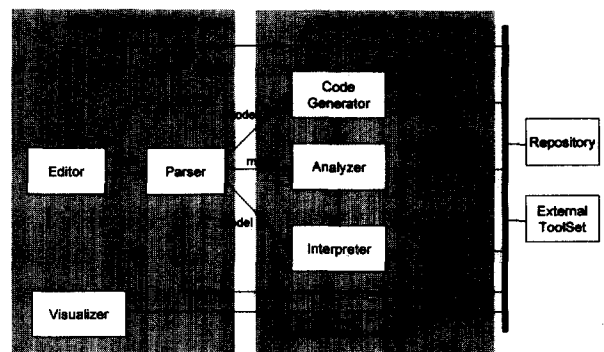 Code
Generator
Editor
Parser
Analyzer
Repository
External
ToolSet
Interpreter
Visualizer